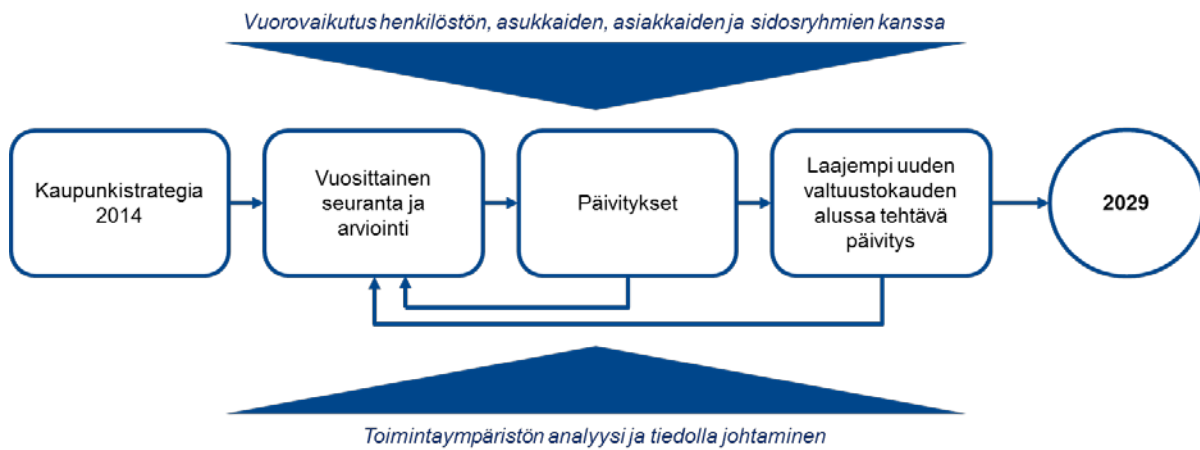 Vuorovaikutus henkilöstön, asukkaiden, asiakkaiden ja sidosryhmien kanssa
Kaupunkistrategia
2014
Vuosittainen
seuranta ja
arviointi
Päivitykset
Laajempi uuden
valtuustokauden
alussa tehtävä
päivitys
2029
Toimintaympäristön analyysi ja tiedolla johtaminen